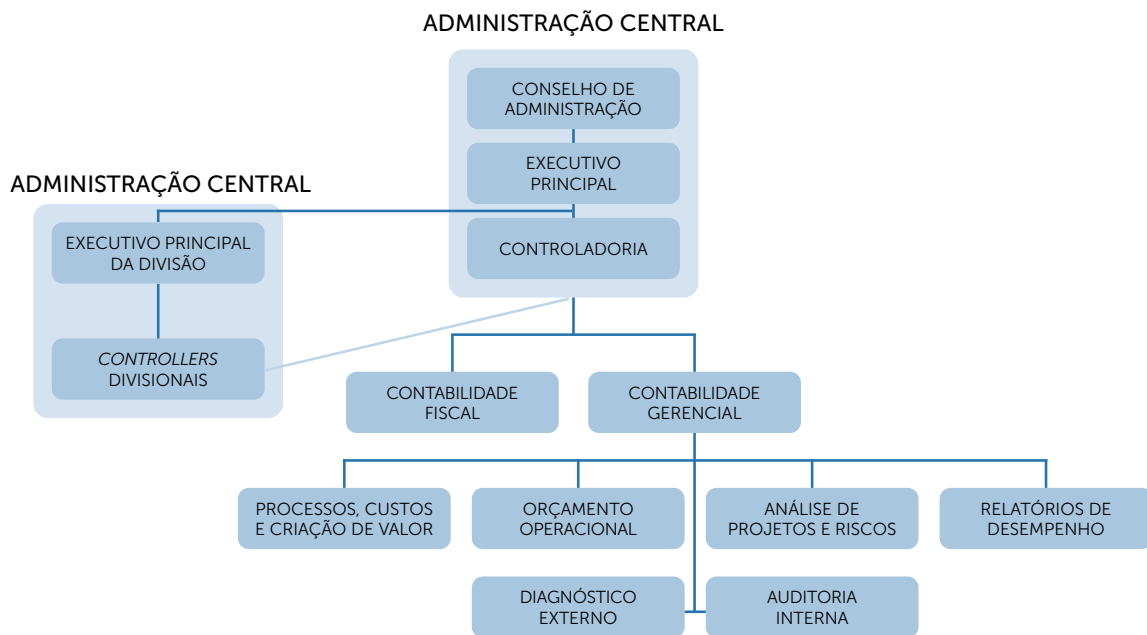 ADMINISTRAÇÃO CENTRAL
CONSELHO DE
ADMINISTRAÇÃO
EXECUTIVO
PRINCIPAL
CONTROLADORIA
ADMINISTRAÇÃO CENTRAL
EXECUTIVO PRINCIPAL
DA DIVISÃO
CONTROLLERS
DIVISIONAIS
CONTABILIDADE
FISCAL
CONTABILIDADE
GERENCIAL
PROCESSOS, CUSTOS
E CRIAÇÃO DE VALOR
ORÇAMENTO
OPERACIONAL
ANÁLISE DE
PROJETOS E RISCOS
RELATÓRIOS DE
DESEMPENHO
DIAGNÓSTICO
EXTERNO
AUDITORIA
INTERNA